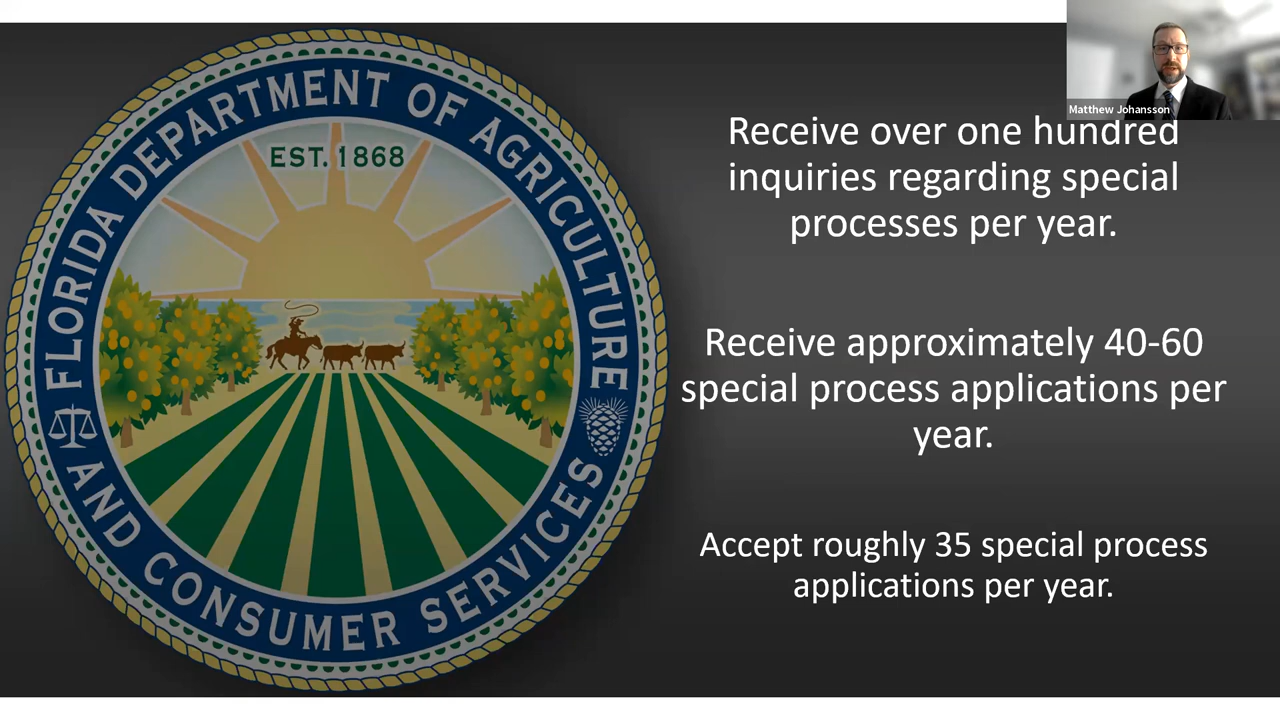 FLORIDA DEPARTMENT OF AGRICULTURE
AND CONSUMER SERVICES
EST. 1868
Matthew Johansson
Receive over one hundred
inquiries regarding special
processes per year.
Receive approximately 40-60
special process applications per
year.
Accept roughly 35 special process
applications per year.